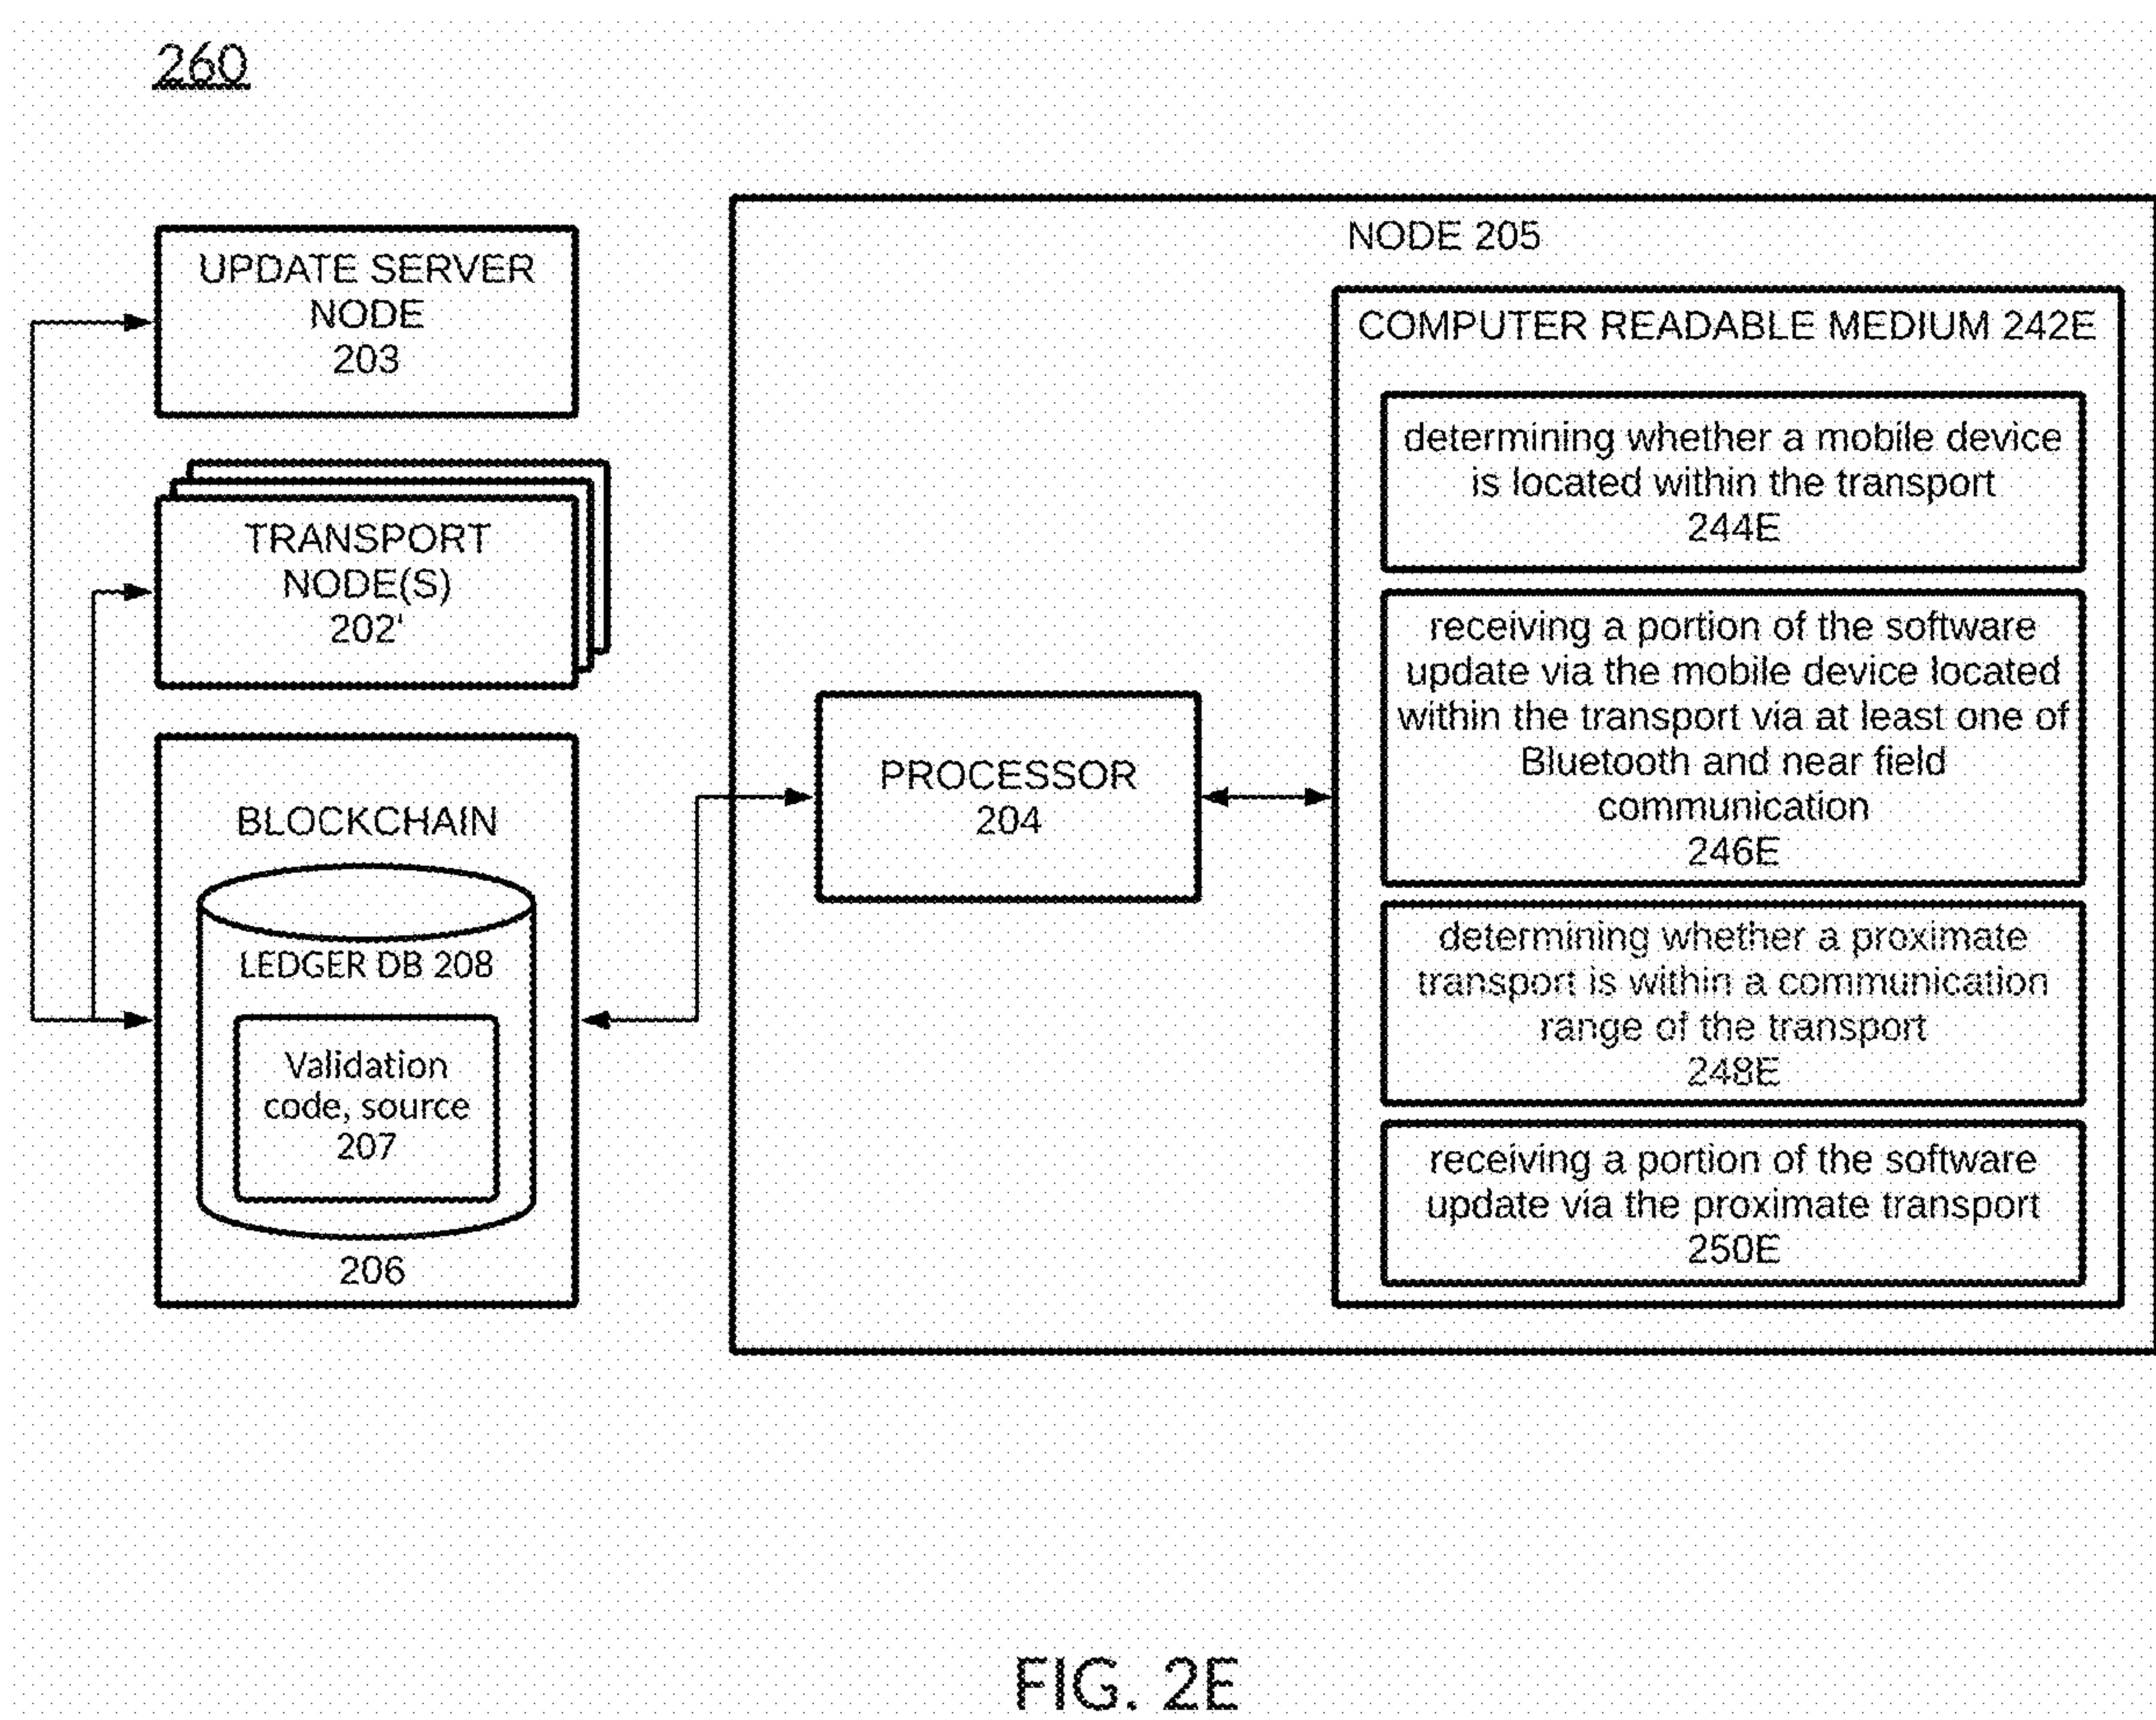 260
UPDATE SERVER
NODE
203
TRANSPORT
NODE(S)
202'
BLOCKCHAIN
LEDGER DB 208
Validation
code, source
207
206
PROCESSOR
204
NODE 205
COMPUTER READABLE MEDIUM 242E
determining whether a mobile device
is located within the transport
244E
receiving a portion of the software
update via the mobile device located
within the transport via at least one of
Bluetooth and near field
communication
246E
determining whether a proximate
transport is within a communication
range of the transport
248E
receiving a portion of the software
update via the proximate transport
250E
FIG. 2E